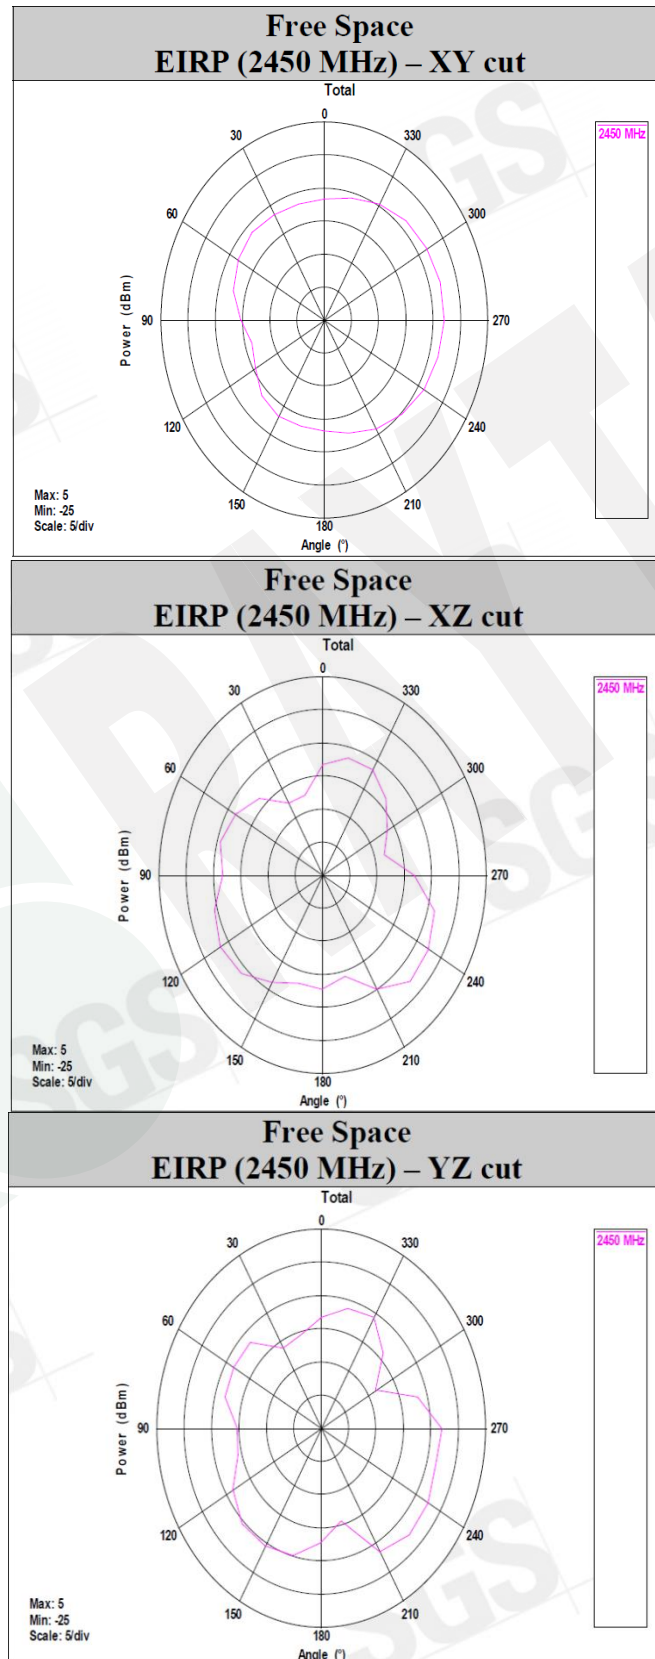 Free Space
EIRP (2450 MHz) – XY cut
Total
0
30
330
2450 MHz
60
300
Power (dBm)
90
270
120
240
Max: 5
Min: -25
Scale: 5/div
150
210
180
Angle (°)
SGS
Free Space
EIRP (2450 MHz) – XZ cut
Total
0
30
330
2450 MHz
60
300
Power (dBm)
90
270
120
240
Max: 5
Min: -25
Scale: 5/div
150
210
180
Angle (°)
SGS
SGS
Free Space
EIRP (2450 MHz) – YZ cut
Total
0
30
330
2450 MHz
60
300
Power (dBm)
90
270
120
240
Max: 5
Min: -25
Scale: 5/div
150
210
180
Angle (°)
SGS